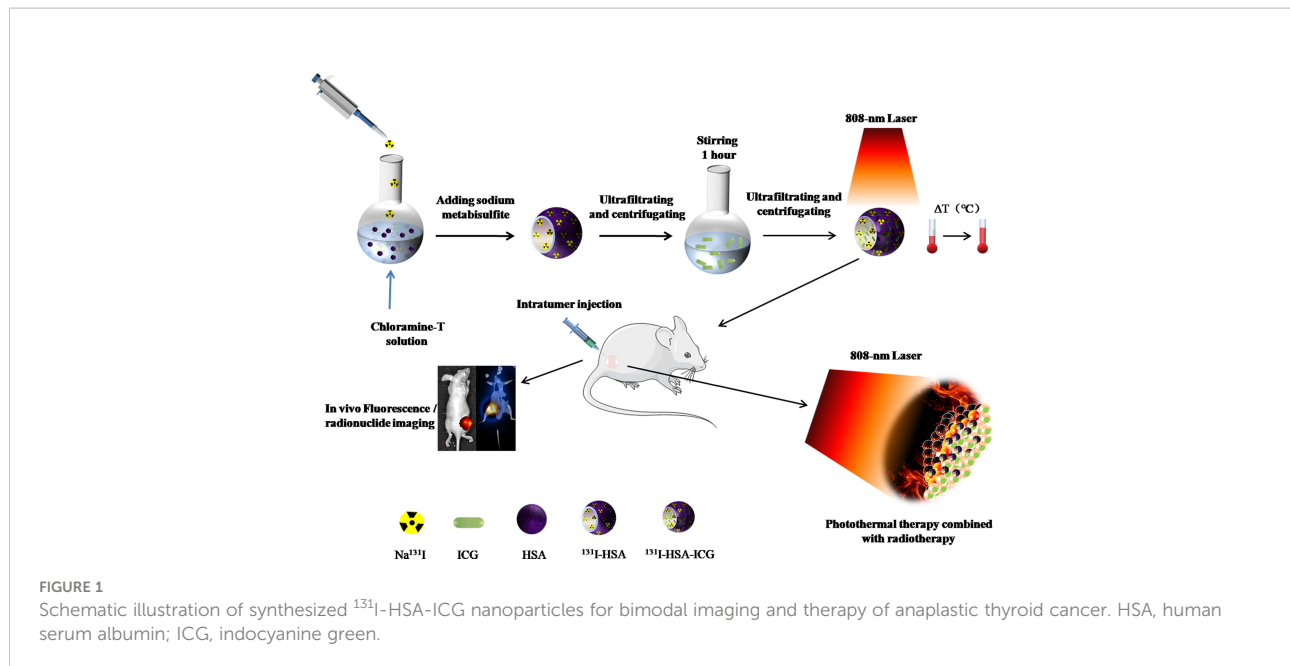 808-nm Laser
Stirring
1 hour
Adding sodium
metabisulfite
Ultrafiltrating
and centrifugating
Ultrafiltrating and
centrifugating
ΔT（°C）
Chloramine-T
solution
Intratumer injection
In vivo Fluorescence /
radionuclide imaging
808-nm Laser
Photothermal therapy combined
with radiotherapy
Na¹³¹I
ICG
HSA
¹³¹I-HSA
¹³¹I-HSA-ICG
FIGURE 1
Schematic illustration of synthesized ¹³¹I-HSA-ICG nanoparticles for bimodal imaging and therapy of anaplastic thyroid cancer. HSA, human
serum albumin; ICG, indocyanine green.